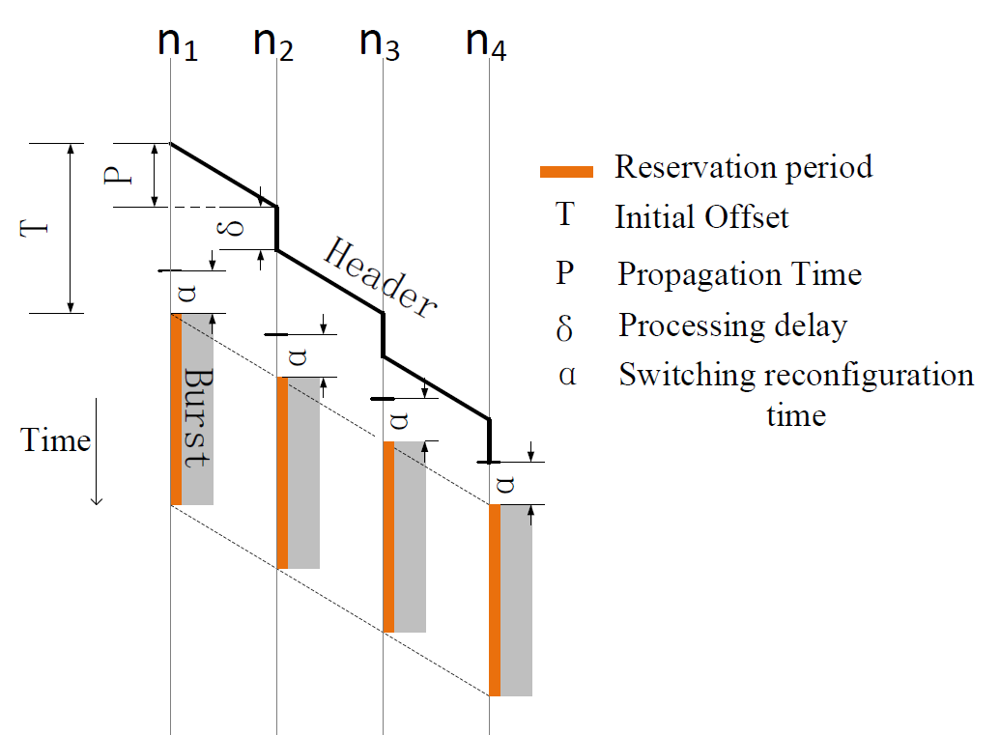 n1 n2 n3 n4
P
T
δ
Header
α
α
α
α
Burst
Time
Reservation period
T Initial Offset
P Propagation Time
δ Processing delay
α Switching reconfiguration
time